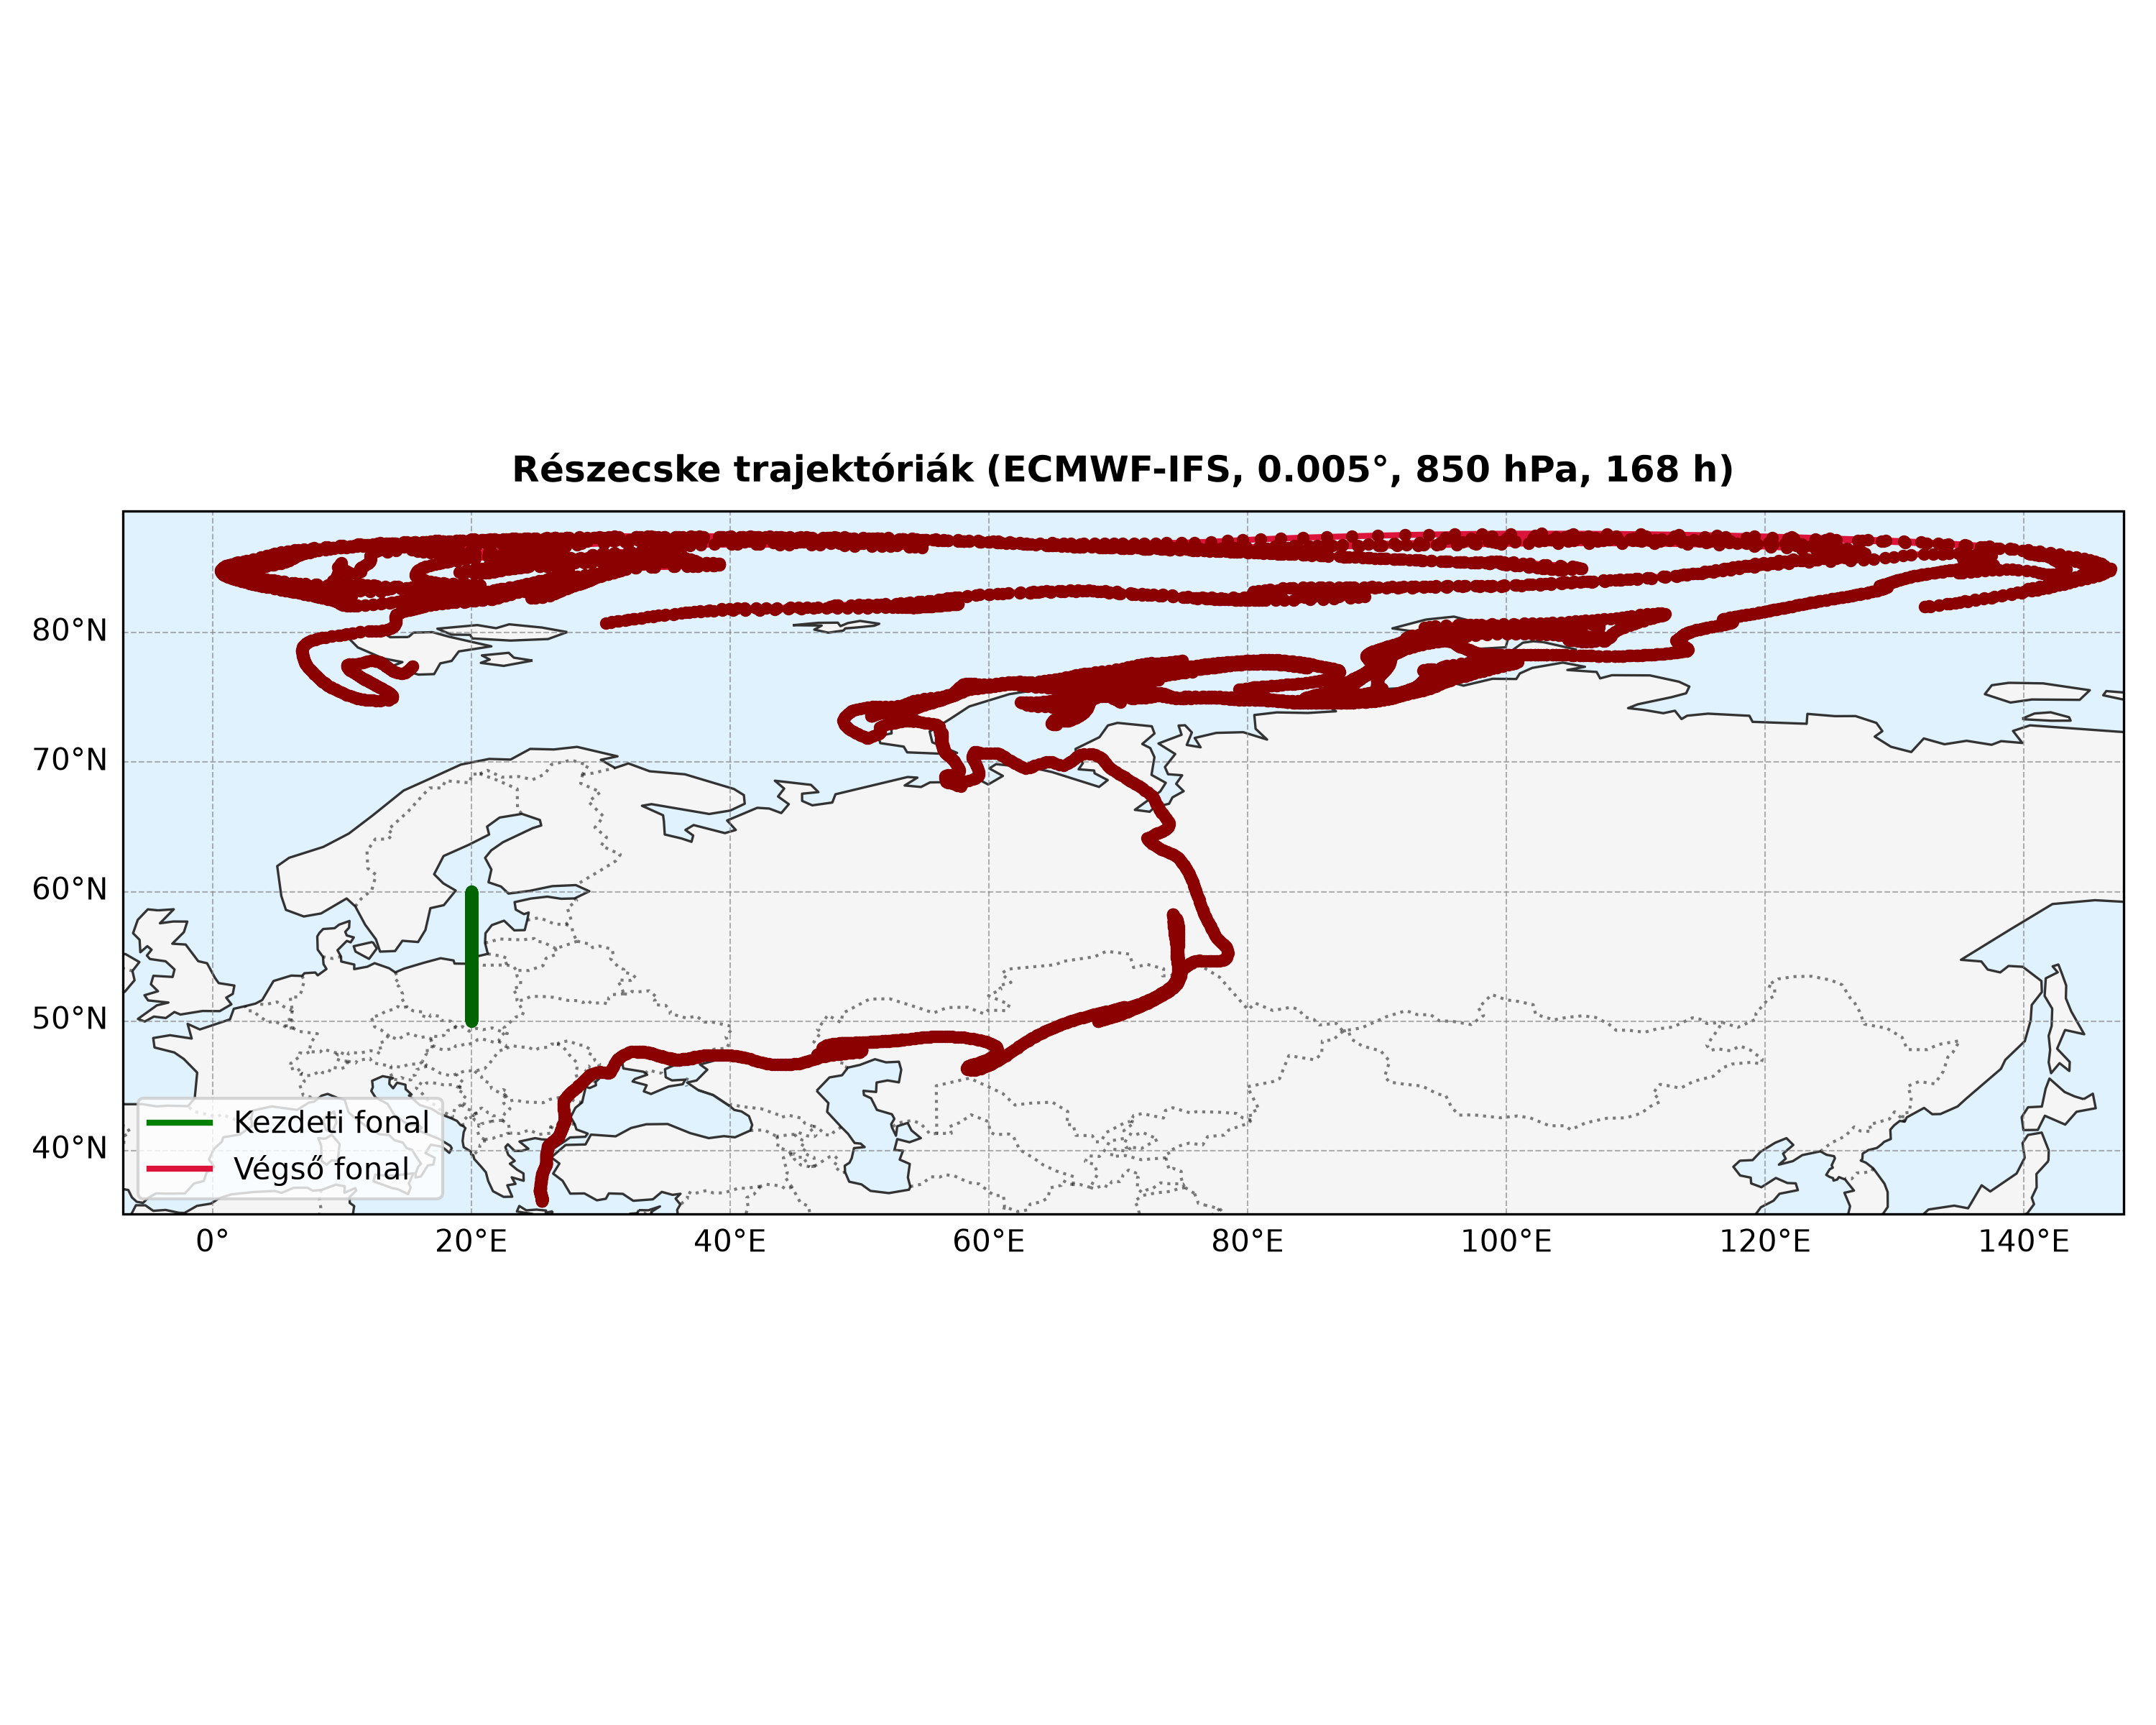 Részecske trajektóriák (ECMWF-IFS, 0.005°, 850 hPa, 168 h)
80°N
70°N
60°N
50°N
40°N
Kezdeti fonal
Végső fonal
0° 20°E 40°E 60°E 80°E 100°E 120°E 140°E